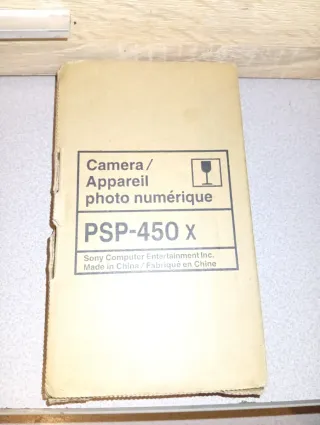 Camera/
Appareil
photo numérique
PSP-450 x
Sony Computer Entertainment Inc.
Made in China / Fabriqué en Chine